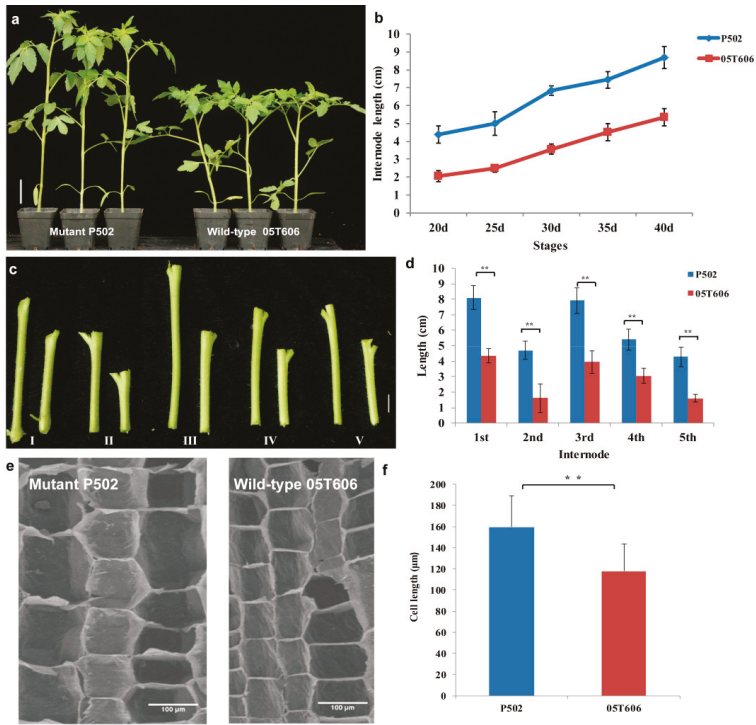 a
Mutant P502
Wild-type 05T606
b
Internode length (cm)
10
9
8
7
6
5
4
3
2
1
0
20d 25d 30d 35d 40d
Stages
P502
05T606
c
I II III IV V
d
Length (cm)
9
8
7
6
5
4
3
2
1
0
** ** ** ** **
1st 2nd 3rd 4th 5th
Internode
P502
05T606
e
Mutant P502
100 µm
Wild-type 05T606
100 µm
f
Cell length (µm)
200
180
160
140
120
100
80
60
40
20
0
* *
P502 05T606